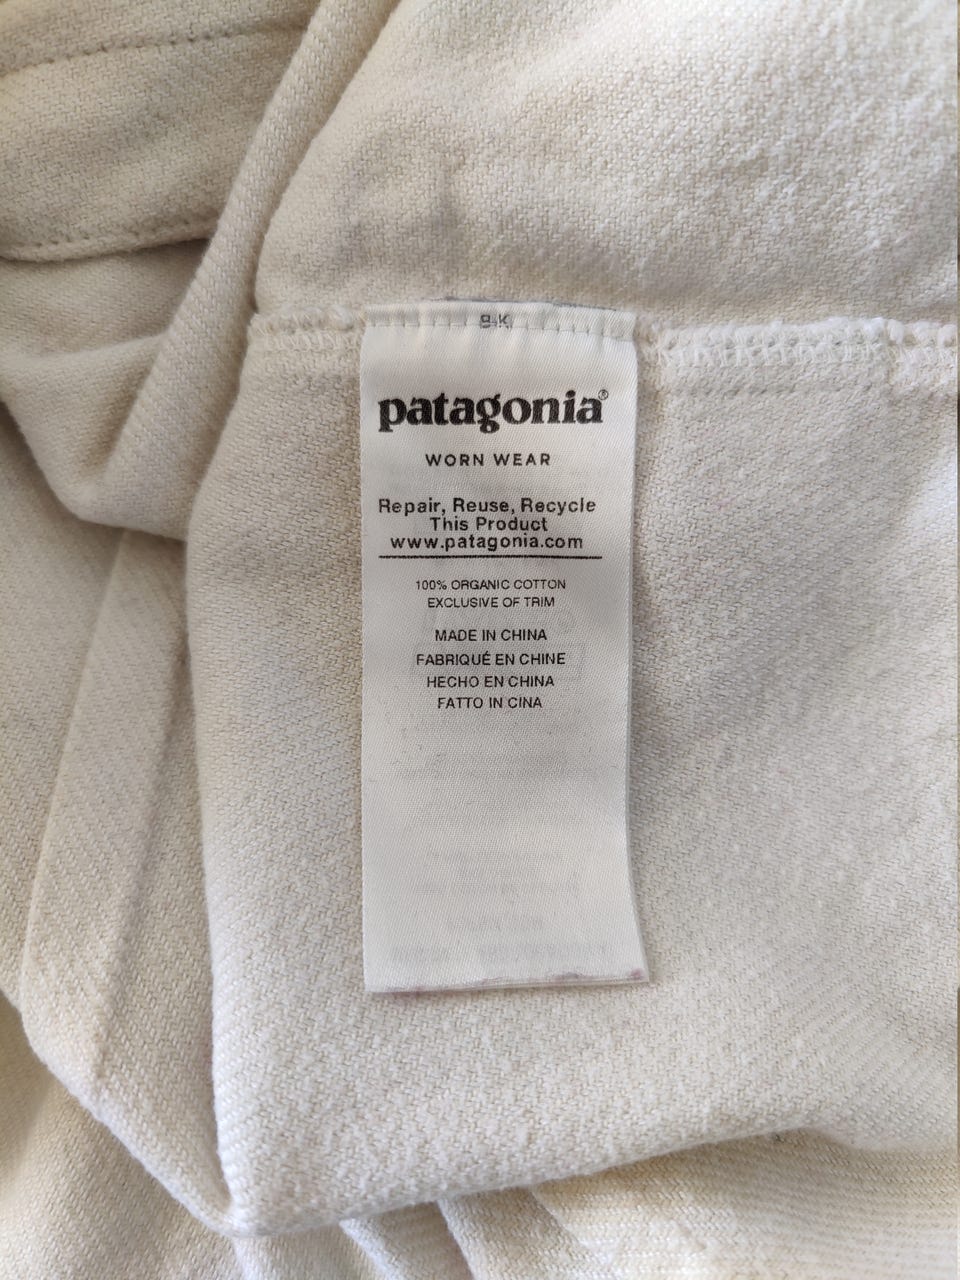 patagonia®
WORN WEAR
Repair, Reuse, Recycle
This Product
www.patagonia.com
100% ORGANIC COTTON
EXCLUSIVE OF TRIM
MADE IN CHINA
FABRIQUÉ EN CHINE
HECHO EN CHINA
FATTO IN CINA